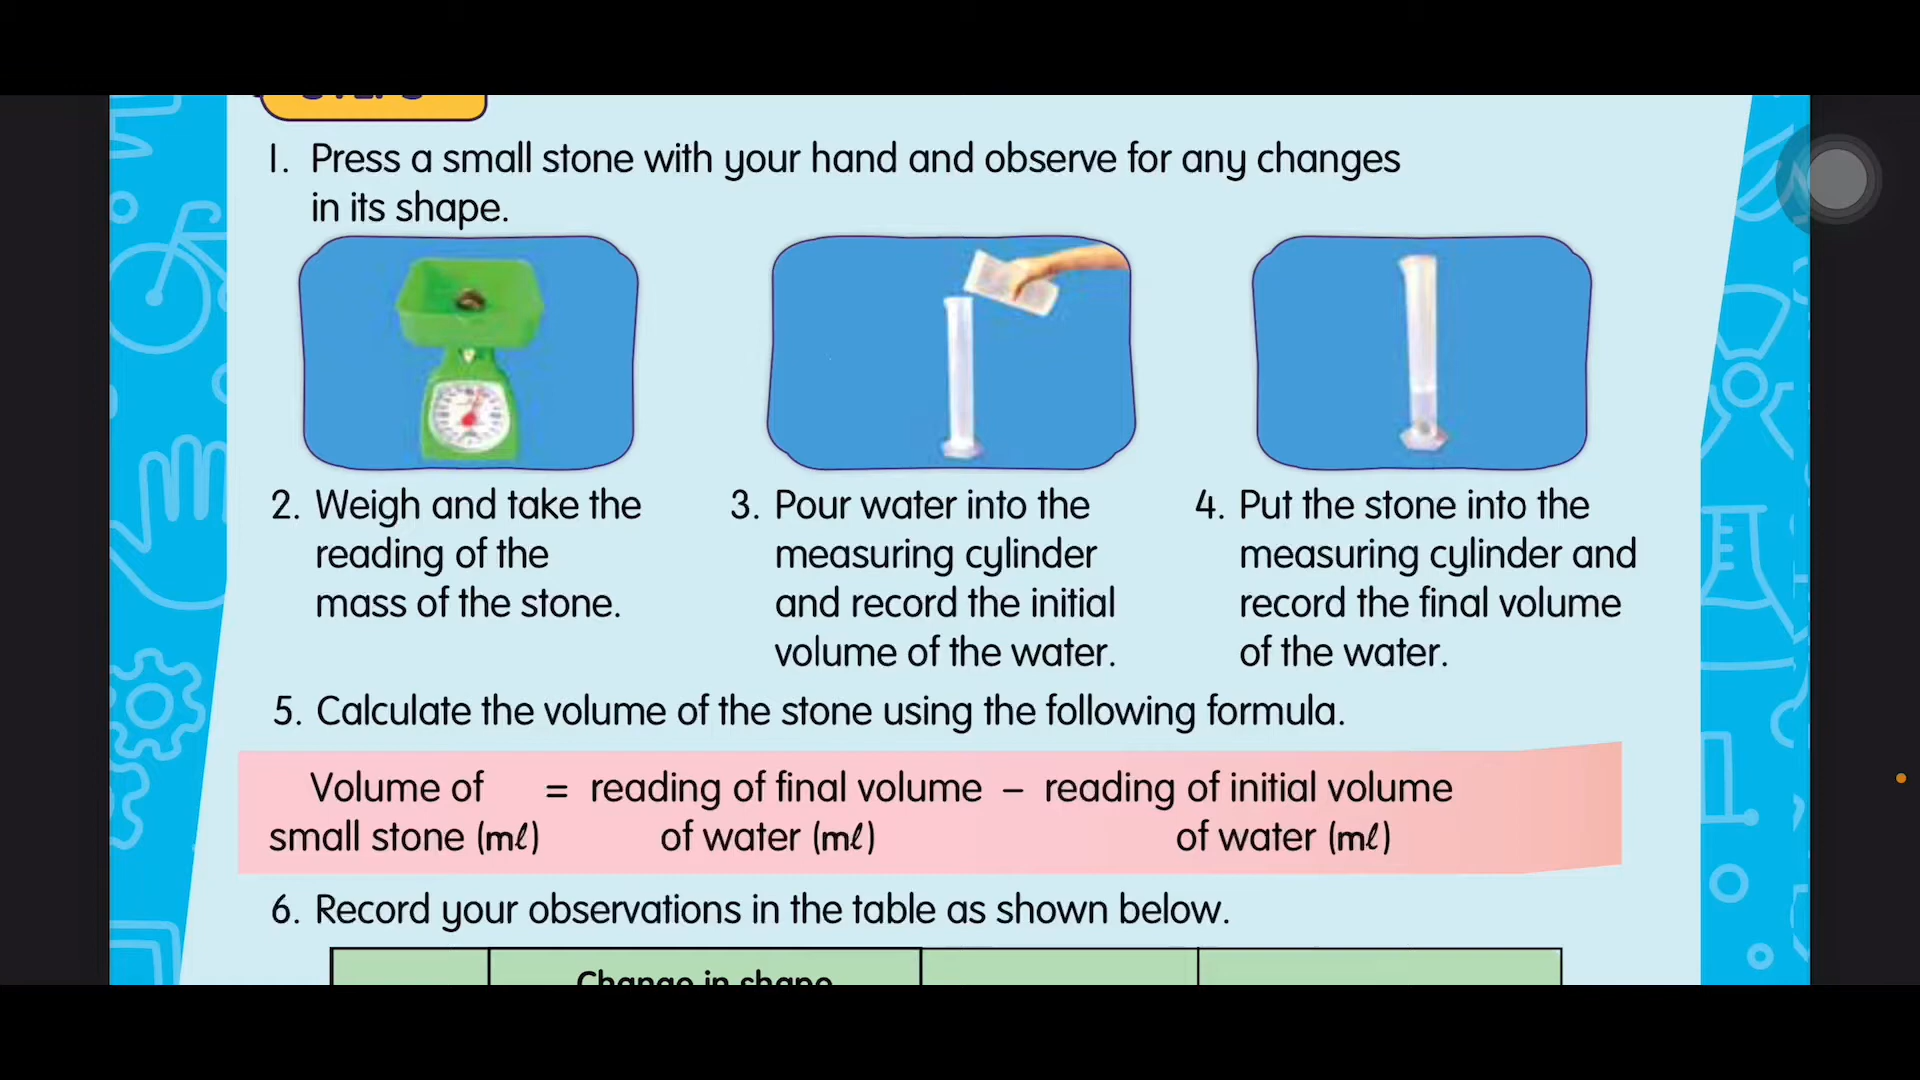 1. Press a small stone with your hand and observe for any changes
in its shape.
2. Weigh and take the
reading of the
mass of the stone.
3. Pour water into the
measuring cylinder
and record the initial
volume of the water.
4. Put the stone into the
measuring cylinder and
record the final volume
of the water.
5. Calculate the volume of the stone using the following formula.
Volume of = reading of final volume − reading of initial volume
small stone (mℓ) of water (mℓ) of water (mℓ)
6. Record your observations in the table as shown below.
Change in shape